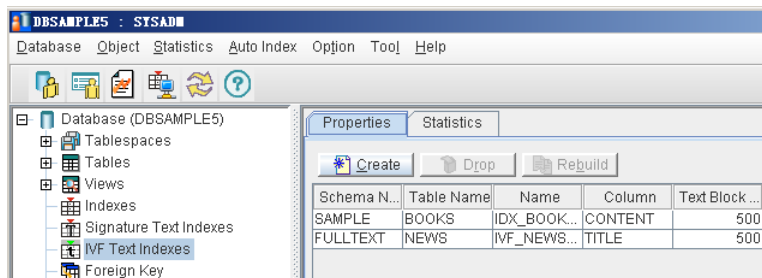 DBSAMPLE5 : SYSADM
Database Object Statistics Auto Index Option Tool Help
Database (DBSAMPLE5)
Tablespaces
Tables
Views
Indexes
Signature Text Indexes
IVF Text Indexes
Foreign Key
Properties Statistics
Create Drop Rebuild
Schema N... Table Name Name Column Text Block ...
SAMPLE BOOKS IDX_BOOK... CONTENT 500
FULLTEXT NEWS IVF_NEWS... TITLE 500